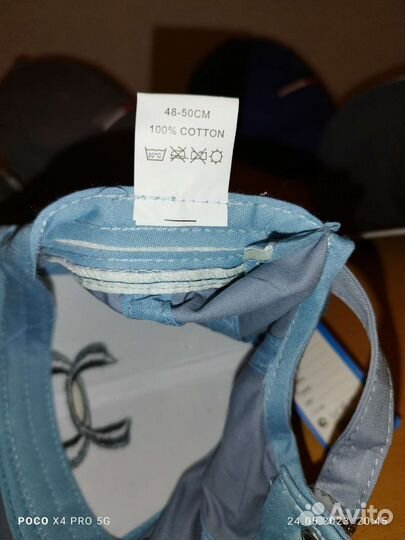 48-50CM
100% COTTON
30°C
POCO X4 PRO 5G
24.05.2023 20:45
Avito